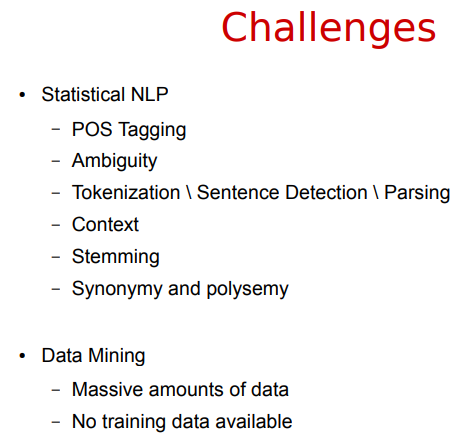 Challenges
• Statistical NLP
– POS Tagging
– Ambiguity
– Tokenization \ Sentence Detection \ Parsing
– Context
– Stemming
– Synonymy and polysemy
• Data Mining
– Massive amounts of data
– No training data available